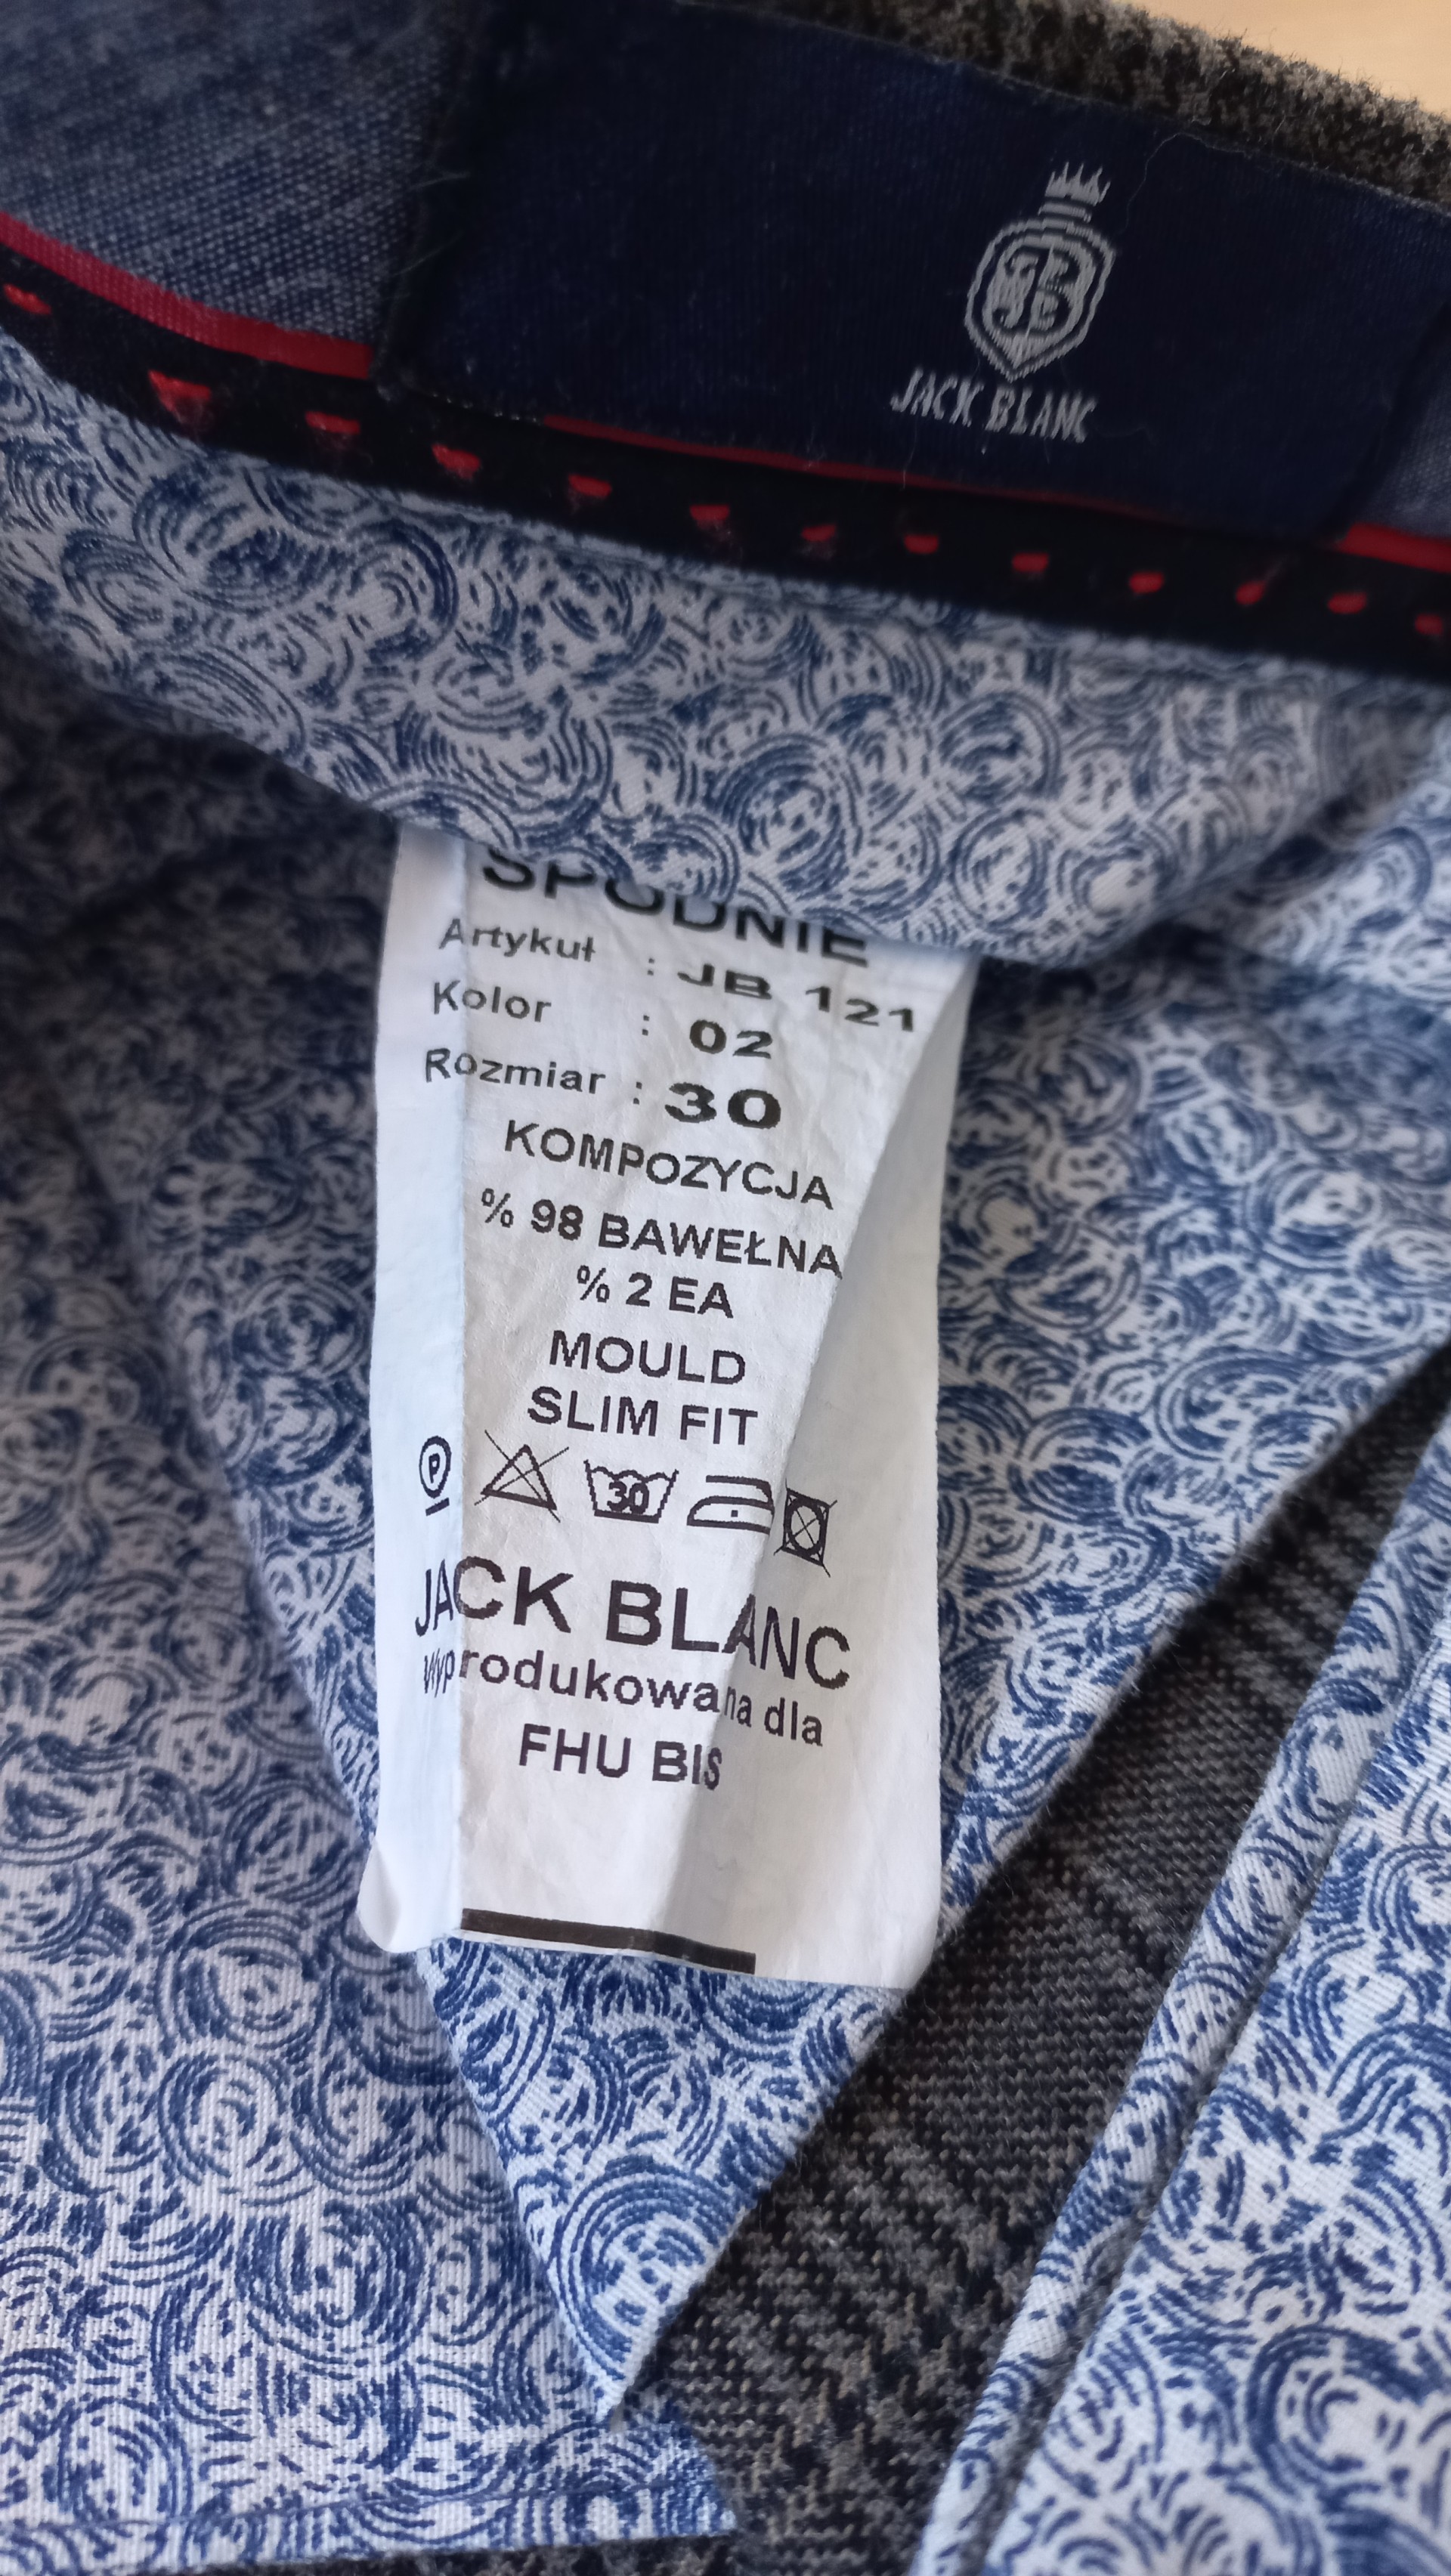 JACK BLANC
SPODNIE
Artykuł : JB 121
Kolor : 02
Rozmiar : 30
KOMPOZYCJA
% 98 BAWEŁNA
% 2 EA
MOULD
SLIM FIT
P 30
JACK BLANC
Wyprodukowana dla
FHU BIS